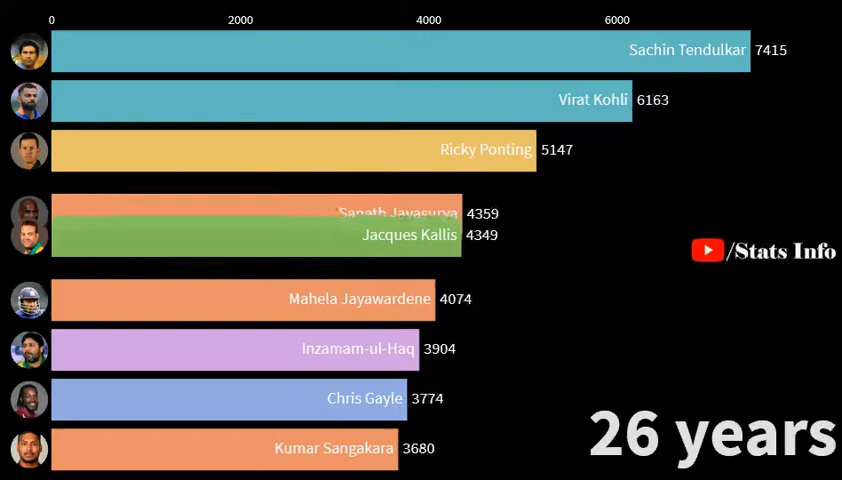 0 2000 4000 6000
Sachin Tendulkar 7415
Virat Kohli 6163
Ricky Ponting 5147
Sanath Jayasurya 4359
Jacques Kallis 4349
/Stats Info
Mahela Jayawardene 4074
Inzamam-ul-Haq 3904
Chris Gayle 3774
Kumar Sangakara 3680
26 years